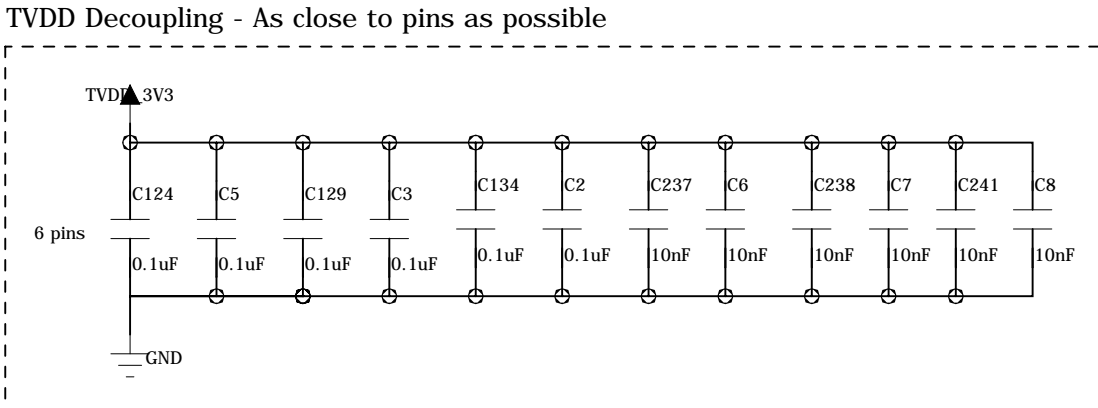 TVDD Decoupling - As close to pins as possible
TVDD_3V3
C124 C5 C129 C3 C134 C2 C237 C6 C238 C7 C241 C8
6 pins
0.1uF 0.1uF 0.1uF 0.1uF 0.1uF 0.1uF 10nF 10nF 10nF 10nF 10nF 10nF
GND